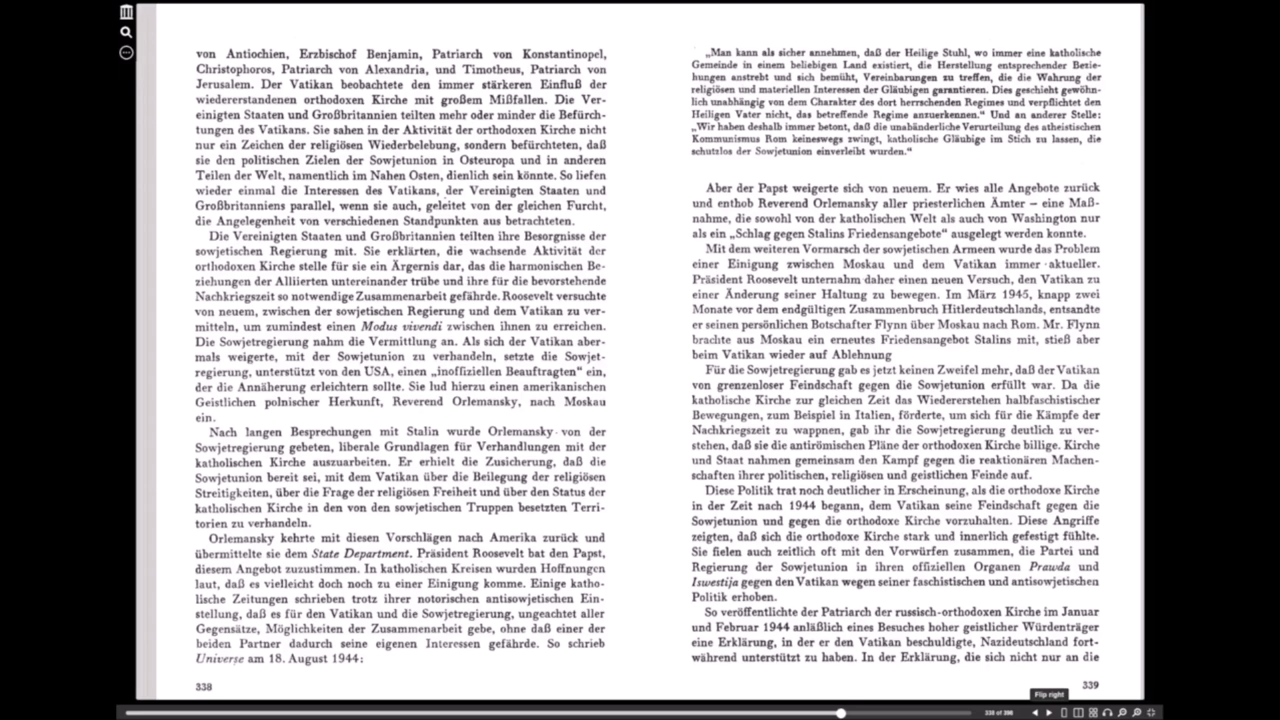 von Antiochien, Erzbischof Benjamin, Patriarch von Konstantinopel,
Christophoros, Patriarch von Alexandria, und Timotheus, Patriarch von
Jerusalem. Der Vatikan beobachtete den immer stärkeren Einfluß der
wiedererstandenen orthodoxen Kirche mit großem Mißfallen. Die Ver-
einigten Staaten und Großbritannien teilten mehr oder minder die Befürch-
tungen des Vatikans. Sie sahen in der Aktivität der orthodoxen Kirche nicht
nur ein Zeichen der religiösen Wiederbelebung, sondern befürchteten, daß
sie den politischen Zielen der Sowjetunion in Osteuropa und in anderen
Teilen der Welt, namentlich im Nahen Osten, dienlich sein könnte. So liefen
wieder einmal die Interessen des Vatikans, der Vereinigten Staaten und
Großbritanniens parallel, wenn sie auch, geleitet von der gleichen Furcht,
die Angelegenheit von verschiedenen Standpunkten aus betrachteten.
Die Vereinigten Staaten und Großbritannien teilten ihre Besorgnisse der
sowjetischen Regierung mit. Sie erklärten, die wachsende Aktivität der
orthodoxen Kirche stelle für sie ein Ärgernis dar, das die harmonischen Be-
ziehungen der Alliierten untereinander trübe und ihre für die bevorstehende
Nachkriegszeit so notwendige Zusammenarbeit gefährde. Roosevelt versuchte
von neuem, zwischen der sowjetischen Regierung und dem Vatikan zu ver-
mitteln, um zumindest einen Modus vivendi zwischen ihnen zu erreichen.
Die Sowjetregierung nahm die Vermittlung an. Als sich der Vatikan aber-
mals weigerte, mit der Sowjetunion zu verhandeln, setzte die Sowjet-
regierung, unterstützt von den USA, einen „inoffiziellen Beauftragten“ ein,
der die Annäherung erleichtern sollte. Sie lud hierzu einen amerikanischen
Geistlichen polnischer Herkunft, Reverend Orlemansky, nach Moskau
ein.
Nach langen Besprechungen mit Stalin wurde Orlemansky von der
Sowjetregierung gebeten, liberale Grundlagen für Verhandlungen mit der
katholischen Kirche auszuarbeiten. Er erhielt die Zusicherung, daß die
Sowjetunion bereit sei, mit dem Vatikan über die Beilegung der religiösen
Streitigkeiten, über die Frage der religiösen Freiheit und über den Status der
katholischen Kirche in den von den sowjetischen Truppen besetzten Terri-
torien zu verhandeln.
Orlemansky kehrte mit diesen Vorschlägen nach Amerika zurück und
übermittelte sie dem State Department. Präsident Roosevelt bat den Papst,
diesem Angebot zuzustimmen. In katholischen Kreisen wurden Hoffnungen
laut, daß es vielleicht doch noch zu einer Einigung komme. Einige katho-
lische Zeitungen schrieben trotz ihrer notorischen antisowjetischen Ein-
stellung, daß es für den Vatikan und die Sowjetregierung, ungeachtet aller
Gegensätze, Möglichkeiten der Zusammenarbeit gebe, ohne daß einer der
beiden Partner dadurch seine eigenen Interessen gefährde. So schrieb
Universe am 18. August 1944:
338
„Man kann als sicher annehmen, daß der Heilige Stuhl, wo immer eine katholische
Gemeinde in einem beliebigen Land existiert, die Herstellung entsprechender Bezie-
hungen anstrebt und sich bemüht, Vereinbarungen zu treffen, die die Wahrung der
religiösen und materiellen Interessen der Gläubigen garantieren. Dies geschieht gewöhn-
lich unabhängig von dem Charakter des dort herrschenden Regimes und verpflichtet den
Heiligen Vater nicht, das betreffende Regime anzuerkennen.“ Und an anderer Stelle:
„Wir haben deshalb immer betont, daß die unabänderliche Verurteilung des atheistischen
Kommunismus Rom keineswegs zwingt, katholische Gläubige im Stich zu lassen, die
schutzlos der Sowjetunion einverleibt wurden.“
Aber der Papst weigerte sich von neuem. Er wies alle Angebote zurück
und enthob Reverend Orlemansky aller priesterlichen Ämter – eine Maß-
nahme, die sowohl von der katholischen Welt als auch von Washington nur
als ein „Schlag gegen Stalins Friedensangebote“ ausgelegt werden konnte.
Mit dem weiteren Vormarsch der sowjetischen Armeen wurde das Problem
einer Einigung zwischen Moskau und dem Vatikan immer aktueller.
Präsident Roosevelt unternahm daher einen neuen Versuch, den Vatikan zu
einer Änderung seiner Haltung zu bewegen. Im März 1945, knapp zwei
Monate vor dem endgültigen Zusammenbruch Hitlerdeutschlands, entsandte
er seinen persönlichen Botschafter Flynn über Moskau nach Rom. Mr. Flynn
brachte aus Moskau ein erneutes Friedensangebot Stalins mit, stieß aber
beim Vatikan wieder auf Ablehnung
Für die Sowjetregierung gab es jetzt keinen Zweifel mehr, daß der Vatikan
von grenzenloser Feindschaft gegen die Sowjetunion erfüllt war. Da die
katholische Kirche zur gleichen Zeit das Wiedererstehen halbfaschistischer
Bewegungen, zum Beispiel in Italien, förderte, um sich für die Kämpfe der
Nachkriegszeit zu wappnen, gab ihr die Sowjetregierung deutlich zu ver-
stehen, daß sie die antirömischen Pläne der orthodoxen Kirche billige. Kirche
und Staat nahmen gemeinsam den Kampf gegen die reaktionären Machen-
schaften ihrer politischen, religiösen und geistlichen Feinde auf.
Diese Politik trat noch deutlicher in Erscheinung, als die orthodoxe Kirche
in der Zeit nach 1944 begann, dem Vatikan seine Feindschaft gegen die
Sowjetunion und gegen die orthodoxe Kirche vorzuhalten. Diese Angriffe
zeigten, daß sich die orthodoxe Kirche stark und innerlich gefestigt fühlte.
Sie fielen auch zeitlich oft mit den Vorwürfen zusammen, die Partei und
Regierung der Sowjetunion in ihren offiziellen Organen Prawda und
Iswestija gegen den Vatikan wegen seiner faschistischen und antisowjetischen
Politik erhoben.
So veröffentlichte der Patriarch der russisch-orthodoxen Kirche im Januar
und Februar 1944 anläßlich eines Besuches hoher geistlicher Würdenträger
eine Erklärung, in der er den Vatikan beschuldigte, Nazideutschland fort-
während unterstützt zu haben. In der Erklärung, die sich nicht nur an die
339
Flip right
338 of 398